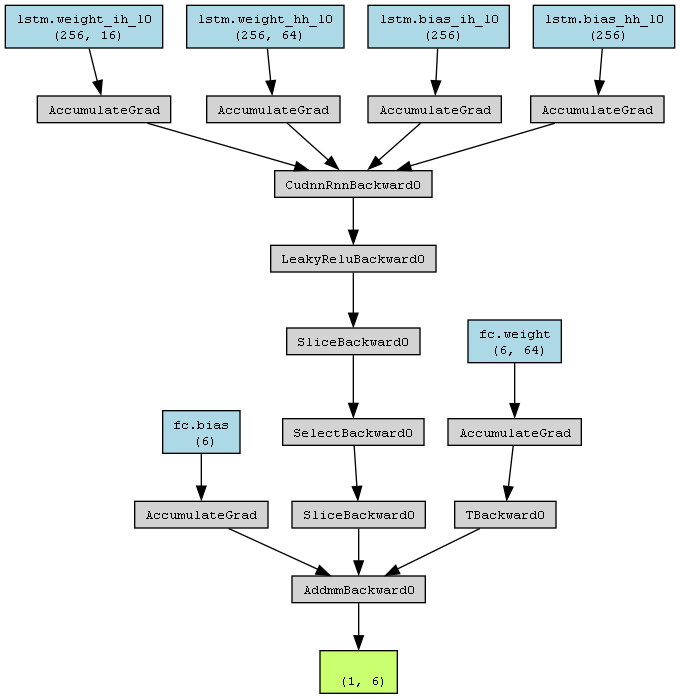 lstm.weight_ih_l0
(256, 16)
lstm.weight_hh_l0
(256, 64)
lstm.bias_ih_l0
(256)
lstm.bias_hh_l0
(256)
AccumulateGrad
AccumulateGrad
AccumulateGrad
AccumulateGrad
CudnnRnnBackward0
LeakyReluBackward0
SliceBackward0
fc.weight
(6, 64)
fc.bias
(6)
SelectBackward0
AccumulateGrad
AccumulateGrad
SliceBackward0
TBackward0
AddmmBackward0
(1, 6)